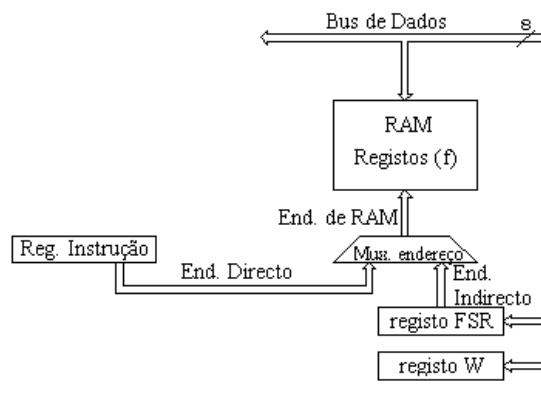 Bus de Dados
8
RAM
Registos (f)
End. de RAM
Reg. Instrução
Mux. endereço
End. Directo
End.
Indirecto
registo FSR
registo W